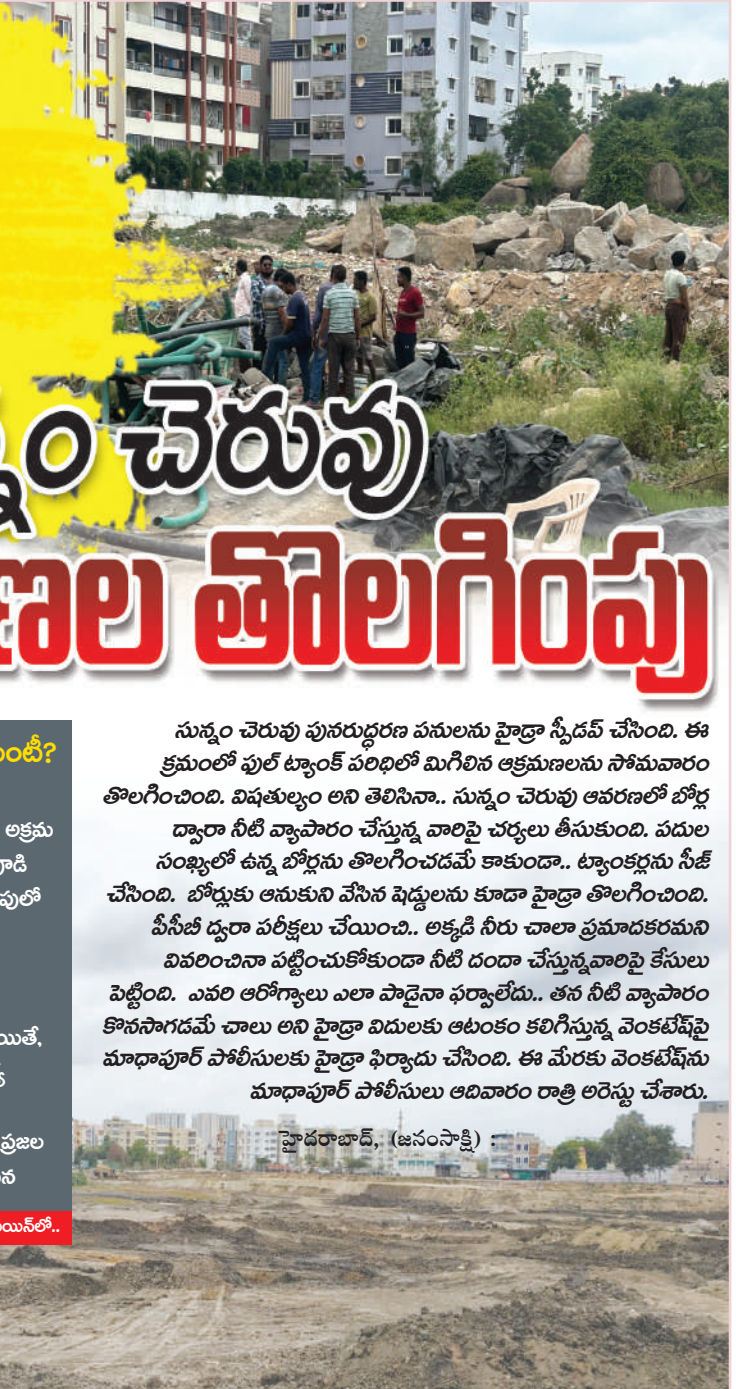 చెరువు
తొలగింపు
సున్నం చెరువు పునరుద్ధరణ పనులను హైడ్రా స్పీడప్ చేసింది. ఈ
క్రమంలో ఫుల్ ట్యాంక్ పరిధిలో మిగిలిన ఆక్రమణలను సోమవారం
తొలగించింది. విషతుల్యం అని తెలిసినా.. సున్నం చెరువు ఆవరణలో బోర్ల
ద్వారా నీటి వ్యాపారం చేస్తున్న వారిపై చర్యలు తీసుకుంది. పదుల
సంఖ్యలో ఉన్న బోర్లను తొలగించడమే కాకుండా.. ట్యాంకర్లను సీజ్
చేసింది. బోర్లుకు ఆనుకుని వేసిన షెడ్డులను కూడా హైడ్రా తొలగించింది.
పీసీబీ ద్వరా పరీక్షలు చేయించి.. అక్కడి నీరు చాలా ప్రమాదకరమని
వివరించినా పట్టించుకోకుండా నీటి దందా చేస్తున్నవారిపై కేసులు
పెట్టింది. ఎవరి ఆరోగ్యాలు ఎలా పాడైనా ఫర్వాలేదు.. తన నీటి వ్యాపారం
కొనసాగడమే చాలు అని హైడ్రా విదులకు ఆటంకం కలిగిస్తున్న వెంకటేష్‌పై
మాధాపూర్ పోలీసులకు హైడ్రా ఫిర్యాదు చేసింది. ఈ మేరకు వెంకటేష్‌ను
మాధాపూర్ పోలీసులు ఆదివారం రాత్రి అరెస్టు చేశారు.
హైదరాబాద్, (జనంసాక్షి) :
అక్రమ
ప్రజల